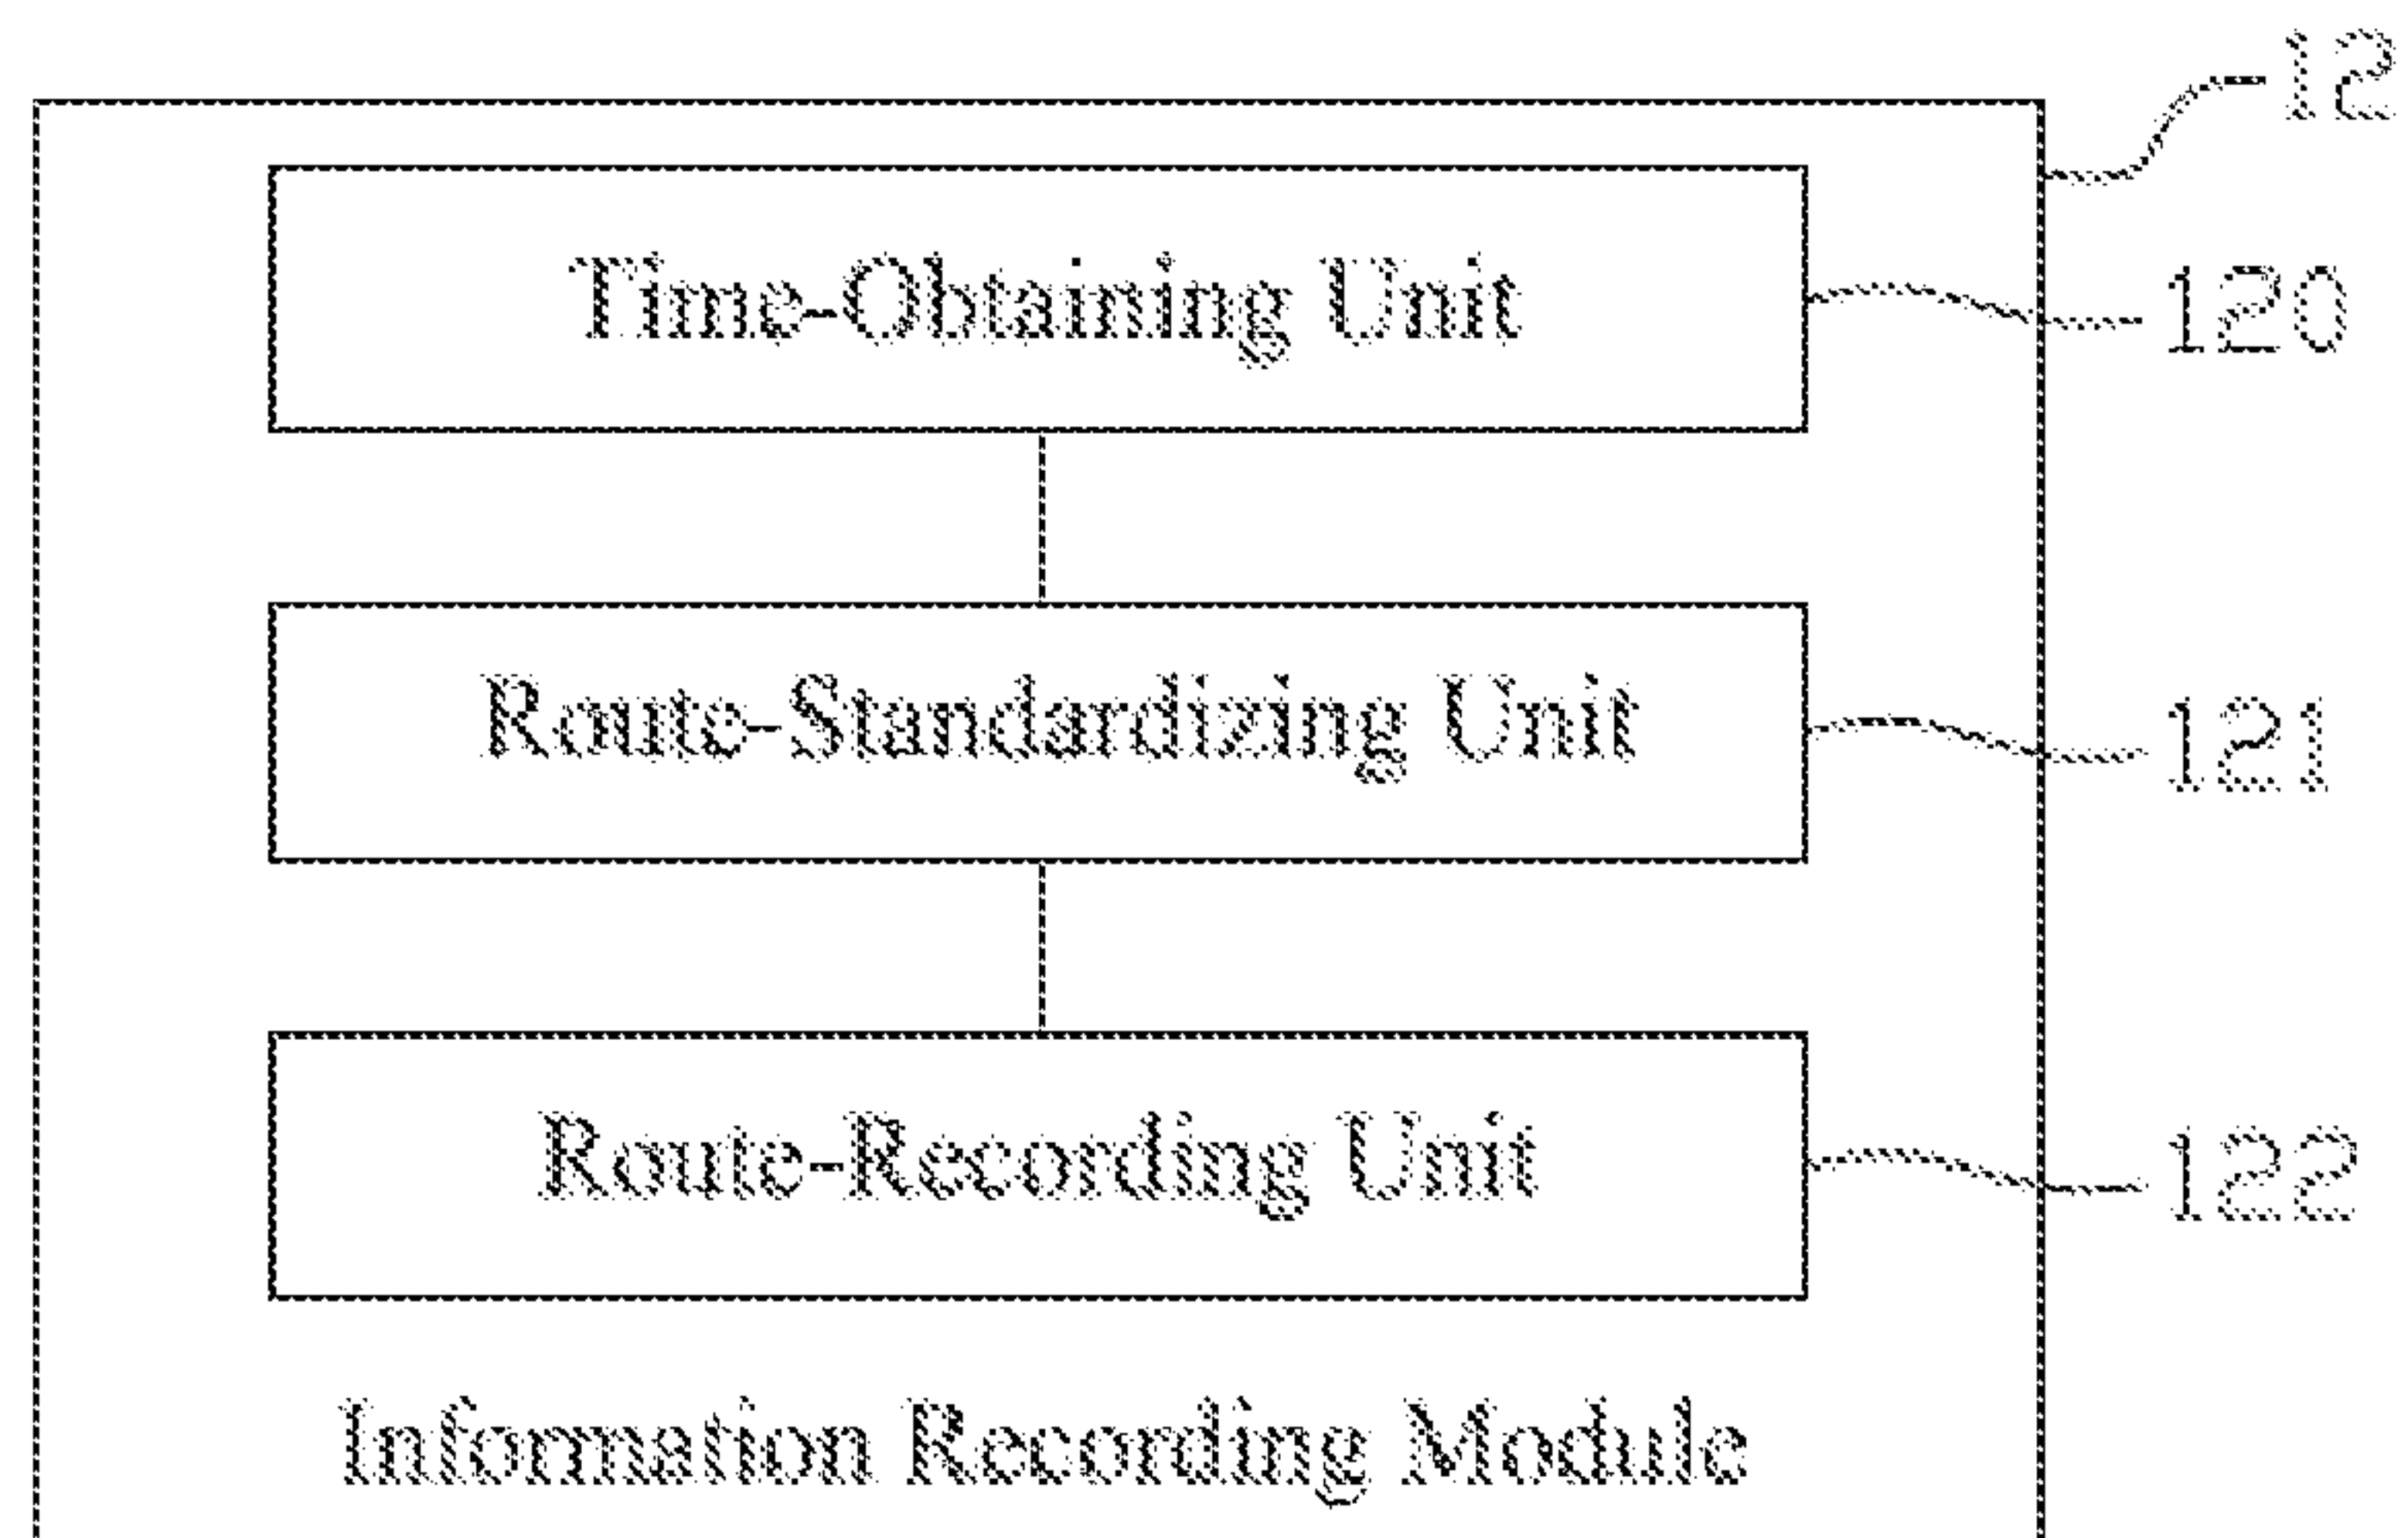 12
Time-Obtaining Unit
120
Route-Standardizing Unit
121
Route-Recording Unit
122
Information Recording Module